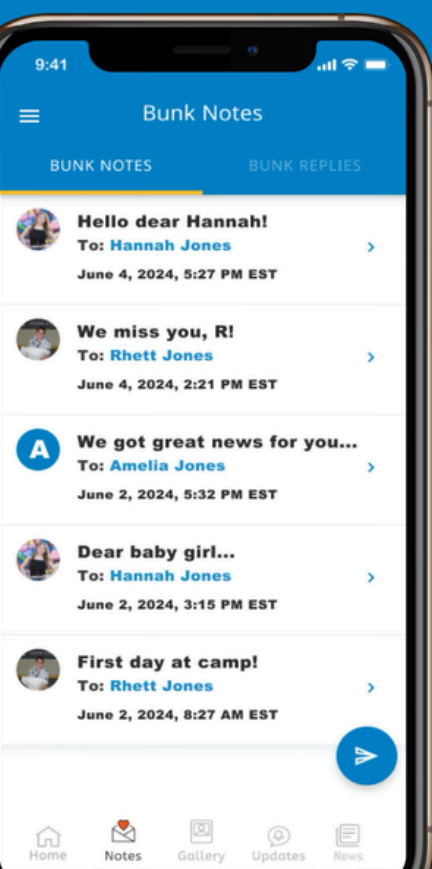 9:41
Bunk Notes
BUNK NOTES
BUNK REPLIES
Hello dear Hannah!
To: Hannah Jones
June 4, 2024, 5:27 PM EST
We miss you, R!
To: Rhett Jones
June 4, 2024, 2:21 PM EST
A
We got great news for you...
To: Amelia Jones
June 2, 2024, 5:32 PM EST
Dear baby girl...
To: Hannah Jones
June 2, 2024, 3:15 PM EST
First day at camp!
To: Rhett Jones
June 2, 2024, 8:27 AM EST
Home
Notes
Gallery
Updates
News